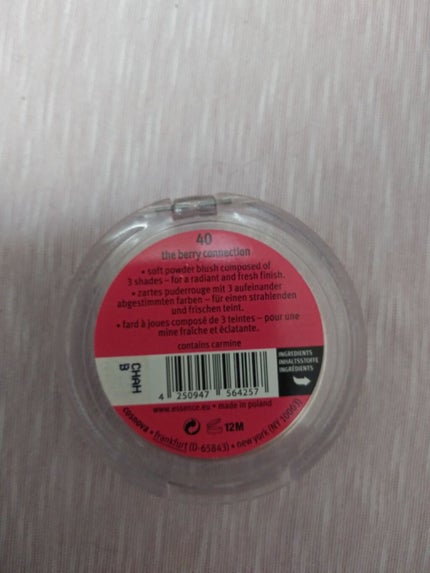 40
the berry connection
• soft powder blush composed of
3 shades – for a radiant and fresh finish.
• zartes puderrouge mit 3 aufeinander
abgestimmten farben – für einen strahlenden
und frischen teint.
• fard à joues composé de 3 teintes – pour une
mine fraîche et éclatante.
contains carmine
INGREDIENTS
INHALTSSTOFFE
INGRÉDIENTS
CHAH
B
4 250947 564257
www.essence.eu • made in poland
12M
cosnova • frankfurt (D-65843) • new york (NY 10003)